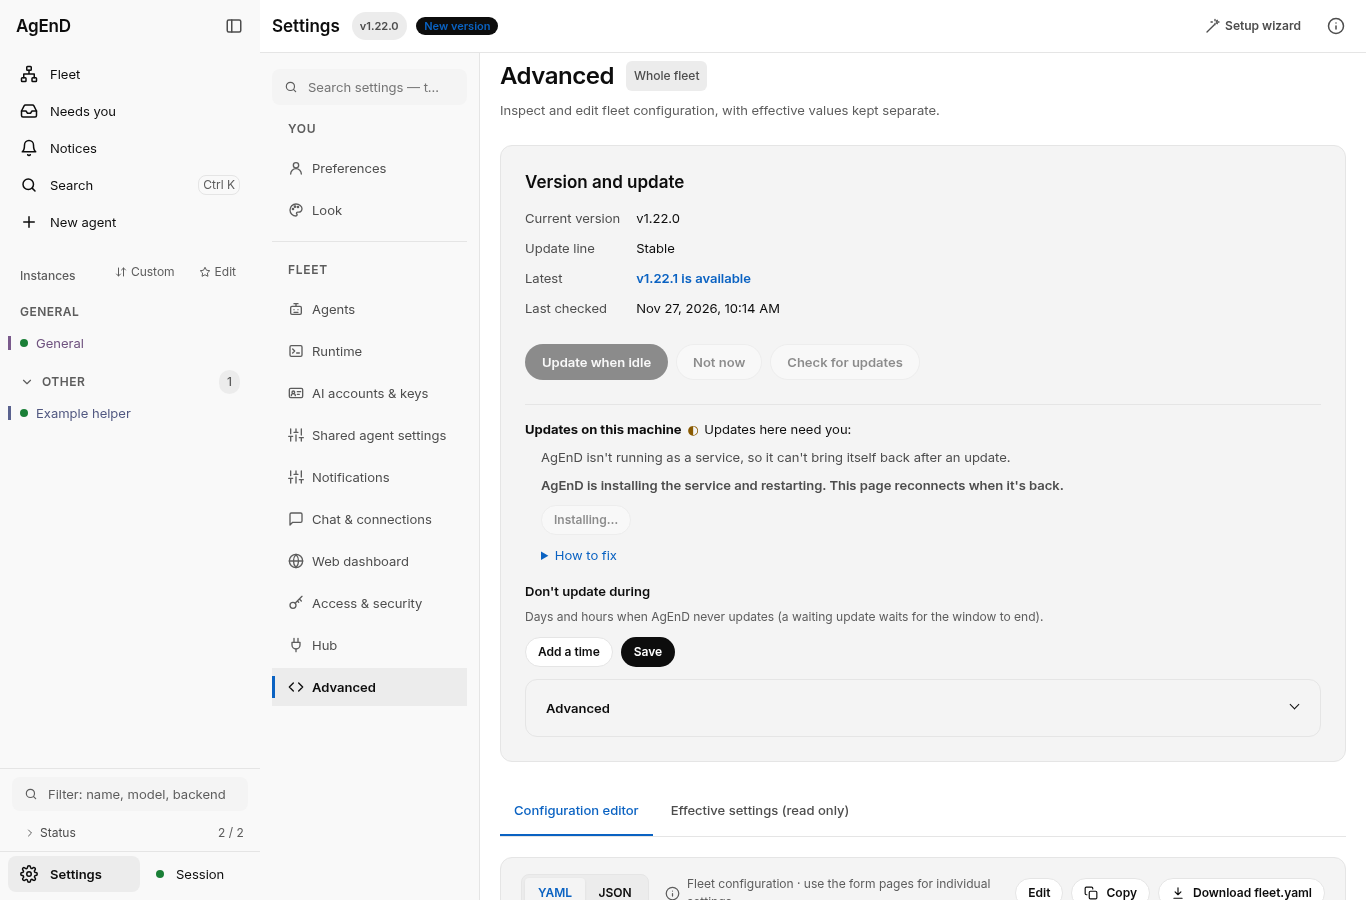 AgEnD
Fleet
Needs you
Notices
Search
Ctrl K
New agent
Instances
Custom
Edit
GENERAL
General
OTHER
1
Example helper
Filter: name, model, backend
Status
2 / 2
Settings
Session
Settings
v1.22.0
New version
Setup wizard
Search settings — t...
YOU
Preferences
Look
FLEET
Agents
Runtime
AI accounts & keys
Shared agent settings
Notifications
Chat & connections
Web dashboard
Access & security
Hub
Advanced
Advanced
Whole fleet
Inspect and edit fleet configuration, with effective values kept separate.
Version and update
Current version v1.22.0
Update line Stable
Latest v1.22.1 is available
Last checked Nov 27, 2026, 10:14 AM
Update when idle
Not now
Check for updates
Updates on this machine Updates here need you:
AgEnD isn't running as a service, so it can't bring itself back after an update.
AgEnD is installing the service and restarting. This page reconnects when it's back.
Installing...
How to fix
Don't update during
Days and hours when AgEnD never updates (a waiting update waits for the window to end).
Add a time
Save
Advanced
Configuration editor
Effective settings (read only)
YAML
JSON
Fleet configuration · use the form pages for individual
settings.
Edit
Copy
Download fleet.yaml